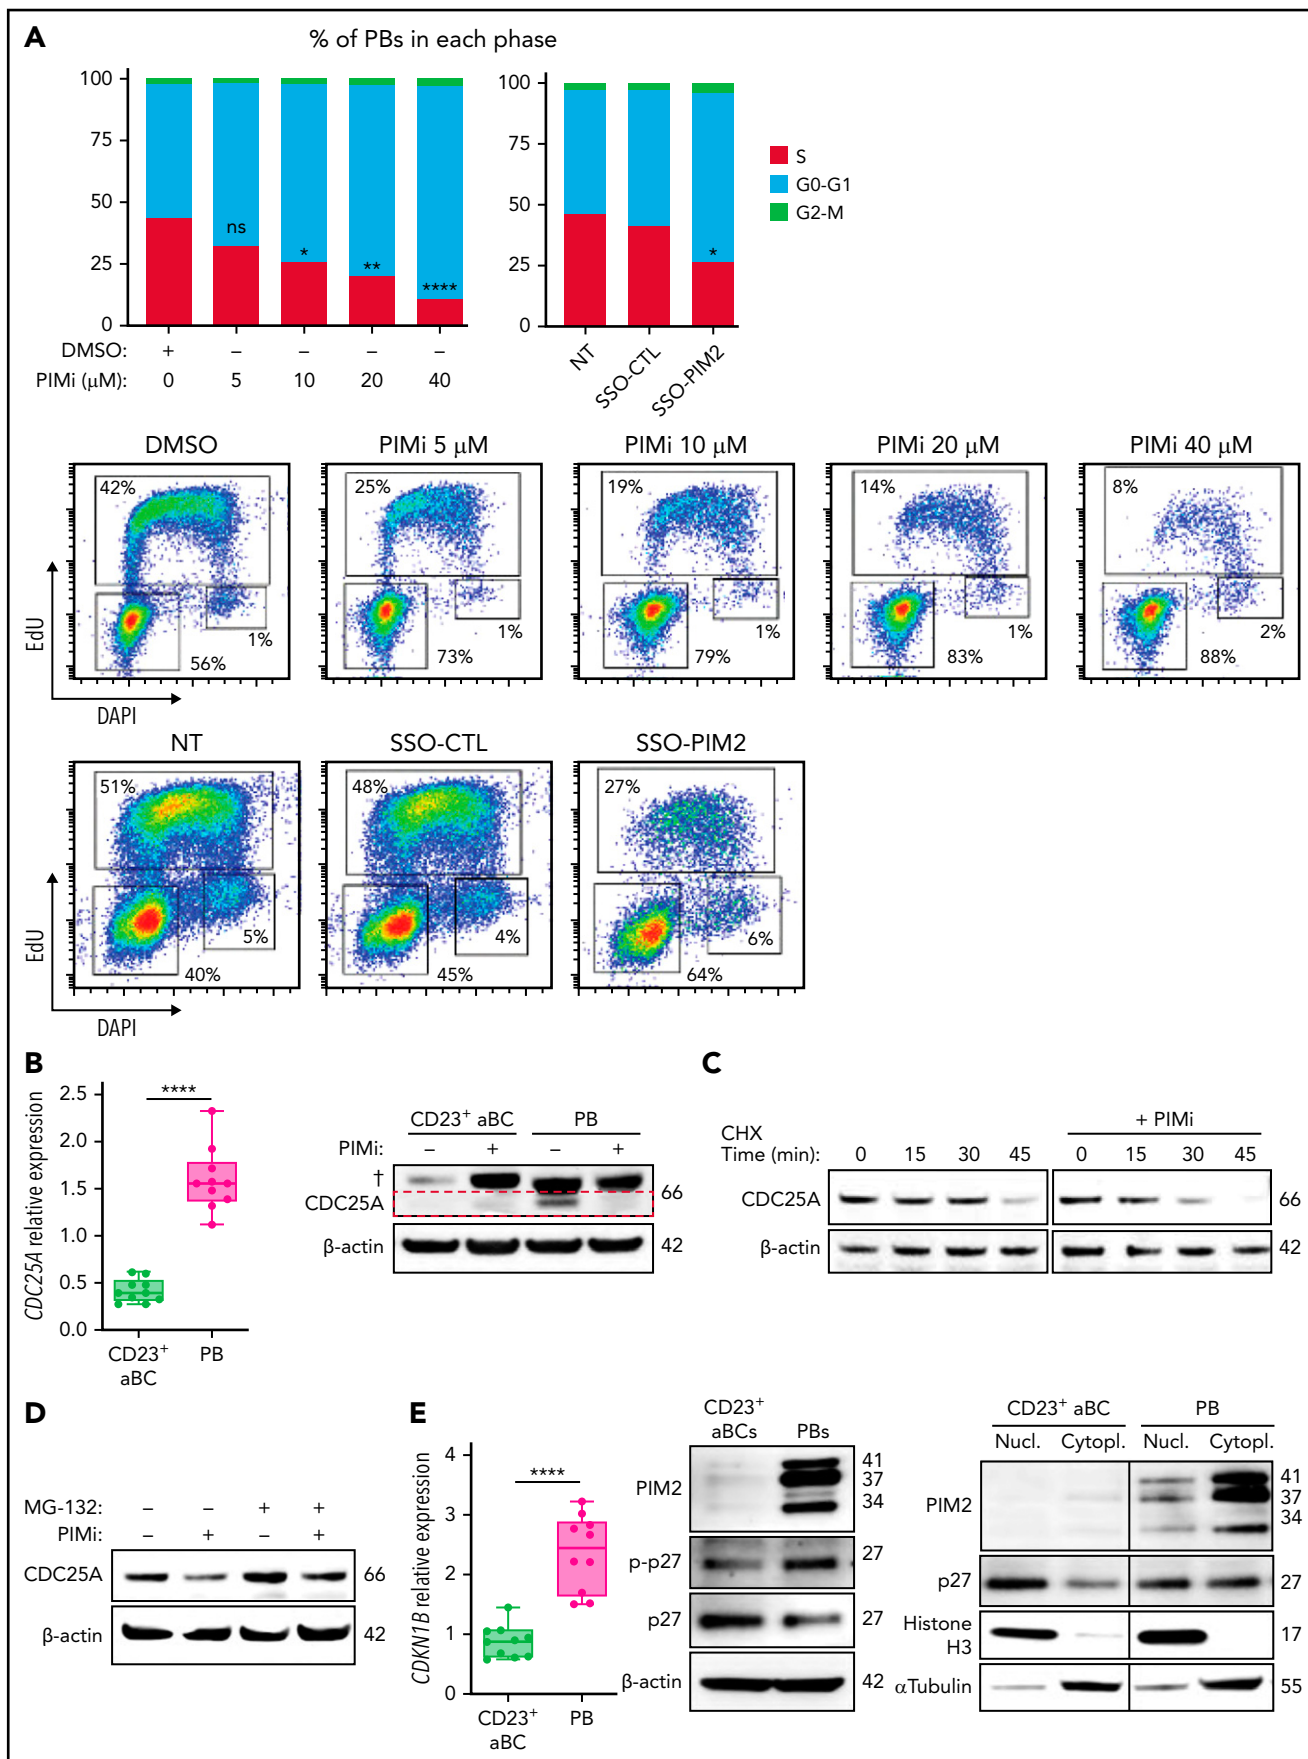 A
% of PBs in each phase
100
75
50
25
0
ns
*
**
****
DMSO: + – – – –
PIMi (µM): 0 5 10 20 40
100
75
50
25
0
*
NT
SSO-CTL
SSO-PIM2
S
G0-G1
G2-M
DMSO
PIMi 5 µM
PIMi 10 µM
PIMi 20 µM
PIMi 40 µM
42%
1%
56%
25%
1%
73%
19%
1%
79%
14%
1%
83%
8%
2%
88%
EdU
DAPI
NT
SSO-CTL
SSO-PIM2
51%
5%
40%
48%
4%
45%
27%
6%
64%
EdU
DAPI
B
CDC25A relative expression
2.5
2.0
1.5
1.0
0.5
0.0
****
CD23+
aBC
PB
CD23+ aBC PB
PIMi: – + – +
†
CDC25A
66
β-actin
42
C
+ PIMi
CHX
Time (min): 0 15 30 45 0 15 30 45
CDC25A
66
β-actin
42
D
MG-132: – – + +
PIMi: – + – +
CDC25A
66
β-actin
42
E
CDKN1B relative expression
4
3
2
1
0
****
CD23+
aBC
PB
CD23+
aBCs
PBs
PIM2
41
37
34
p-p27
27
p27
27
β-actin
42
CD23+ aBC PB
Nucl. Cytopl. Nucl. Cytopl.
PIM2
41
37
34
p27
27
Histone
H3
17
αTubulin
55